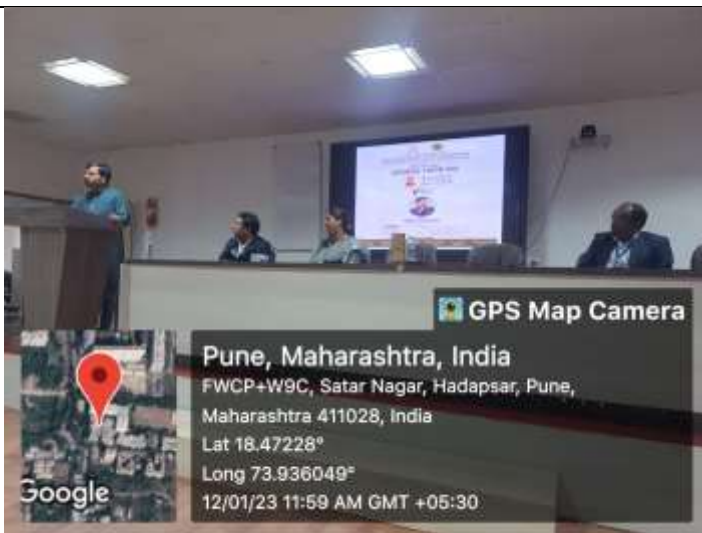 GPS Map Camera
Pune, Maharashtra, India
FWCP+W9C, Satar Nagar, Hadapsar, Pune,
Maharashtra 411028, India
Lat 18.47228°
Long 73.936049°
12/01/23 11:59 AM GMT +05:30
Google